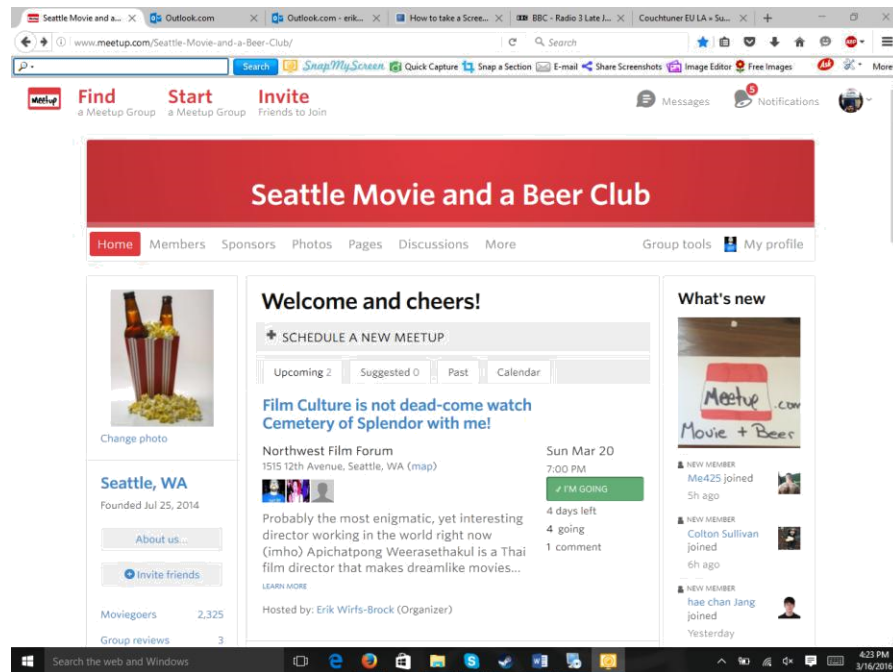 Seattle Movie and a...
Outlook.com
Outlook.com - erik...
How to take a Scree...
BBC - Radio 3 Late J...
Couchtuner EU LA » Su...
www.meetup.com/Seattle-Movie-and-a-Beer-Club/
Search
Search
SnapMyScreen
Quick Capture
Snap a Section
E-mail
Share Screenshots
Image Editor
Free Images
More
Meetup
Find
a Meetup Group
Start
a Meetup Group
Invite
Friends to Join
Messages
5
Notifications
Seattle Movie and a Beer Club
Home Members Sponsors Photos Pages Discussions More
Group tools
My profile
Change photo
Seattle, WA
Founded Jul 25, 2014
About us...
Invite friends
Moviegoers 2,325
Group reviews 3
Welcome and cheers!
SCHEDULE A NEW MEETUP
Upcoming 2 Suggested 0 Past Calendar
Film Culture is not dead-come watch
Cemetery of Splendor with me!
Northwest Film Forum
1515 12th Avenue, Seattle, WA (map)
Probably the most enigmatic, yet interesting
director working in the world right now
(imho) Apichatpong Weerasethakul is a Thai
film director that makes dreamlike movies...
LEARN MORE
Hosted by: Erik Wirfs-Brock (Organizer)
Sun Mar 20
7:00 PM
✓ I'M GOING
4 days left
4 going
1 comment
What's new
Meetup .com
Movie + Beer
NEW MEMBER
Me425 joined
5h ago
NEW MEMBER
Colton Sullivan
joined
6h ago
NEW MEMBER
hae chan Jang
joined
Yesterday
Search the web and Windows
4:23 PM
3/16/2016